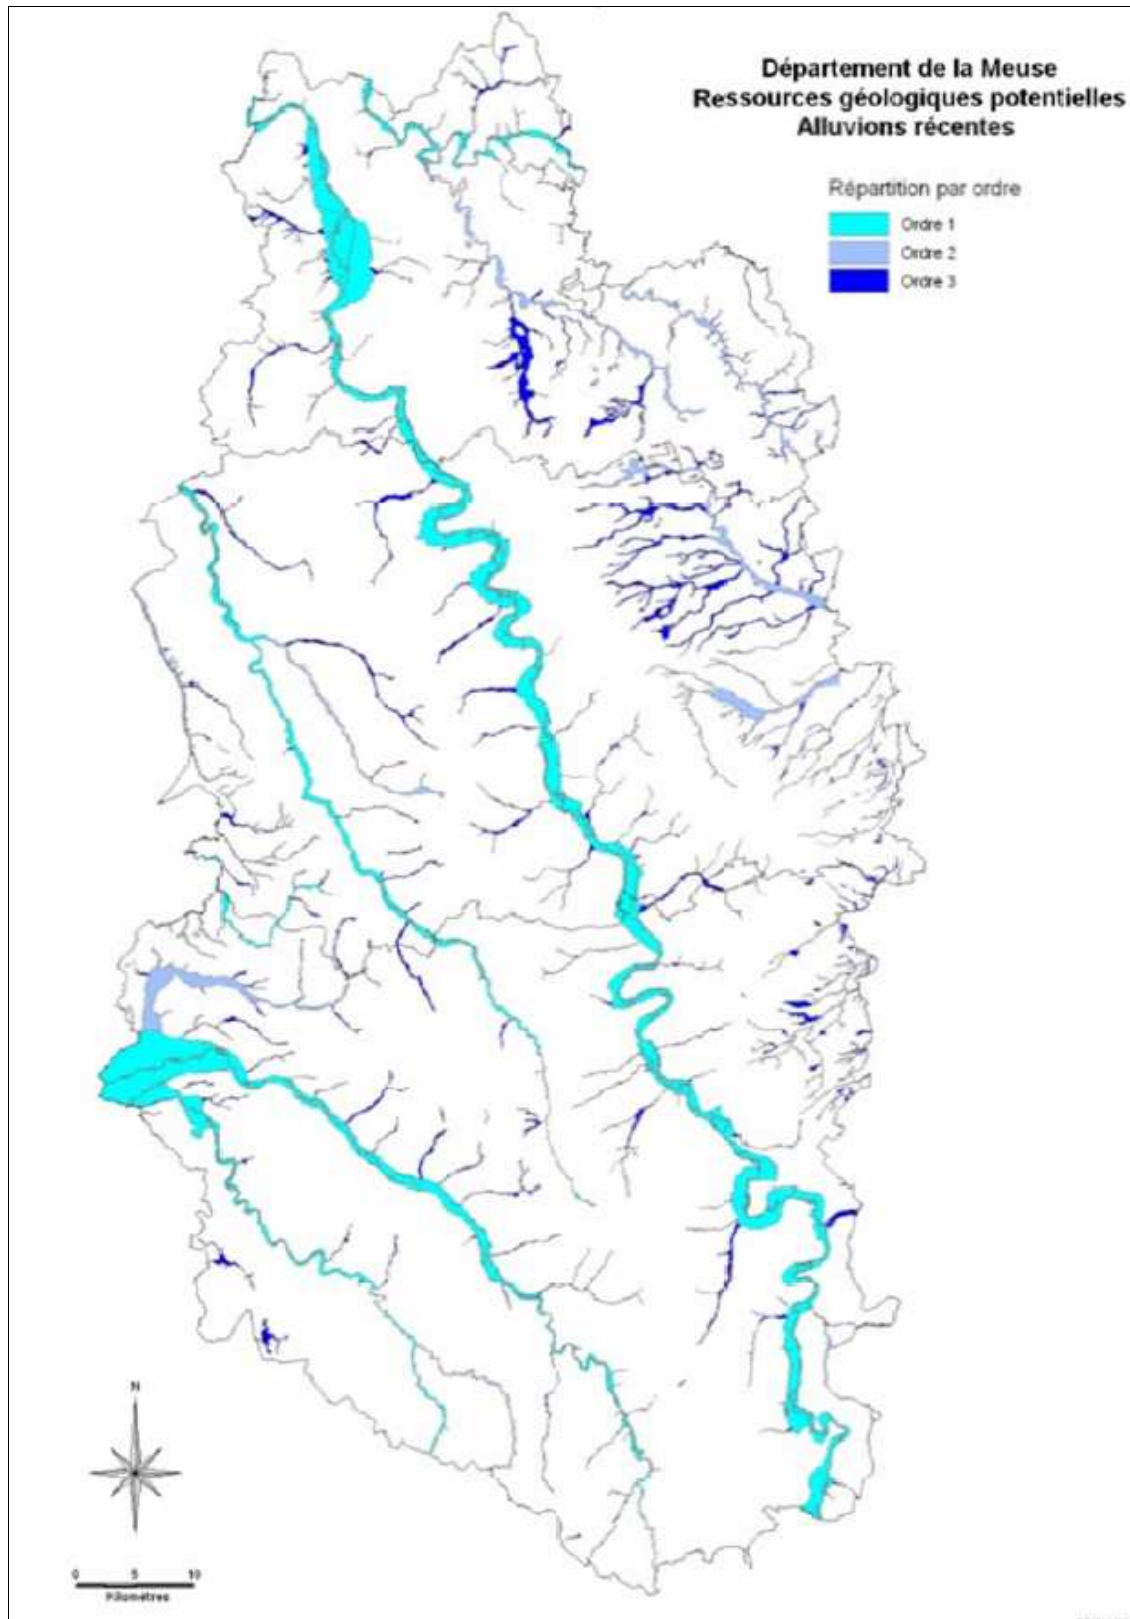 Département de la Meuse
Ressources géologiques potentielles
Alluvions récentes
Répartition par ordre
Ordre 1
Ordre 2
Ordre 3
N
0 5 10
Kilomètres